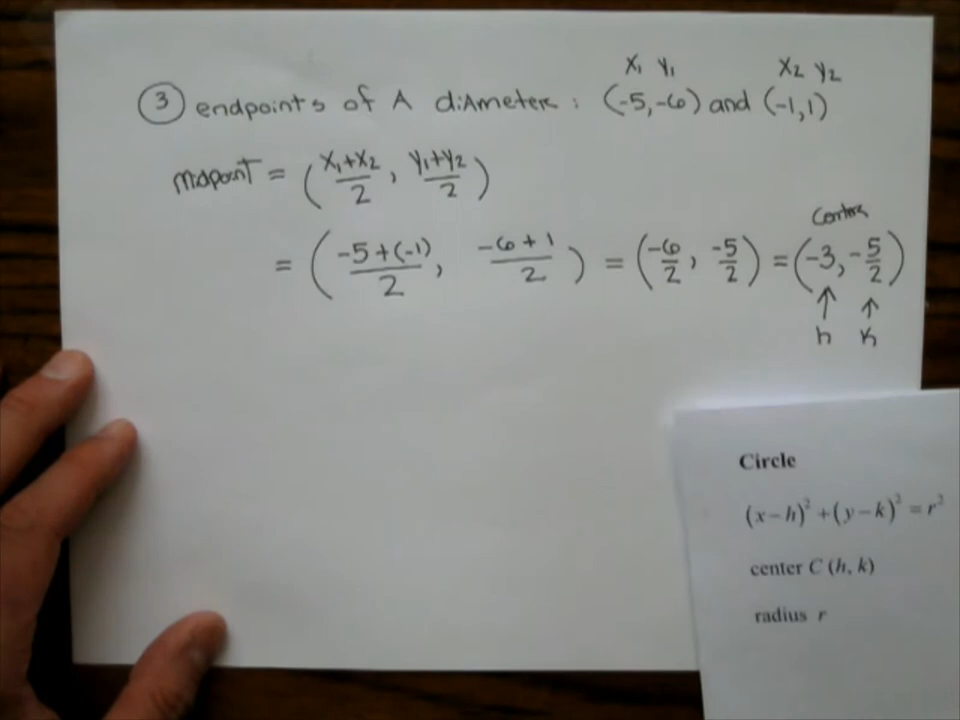 x₁ y₁ x₂ y₂
③ endpoints of A diAmeter : (-5,-6) and (-1,1)
midpoint = (x₁+x₂/2, y₁+y₂/2)
Center
= (-5+(-1)/2, -6+1/2) = (-6/2, -5/2) = (-3, -5/2)
↑ ↑
h k
Circle
(x-h)² + (y-k)² = r²
center C (h, k)
radius r